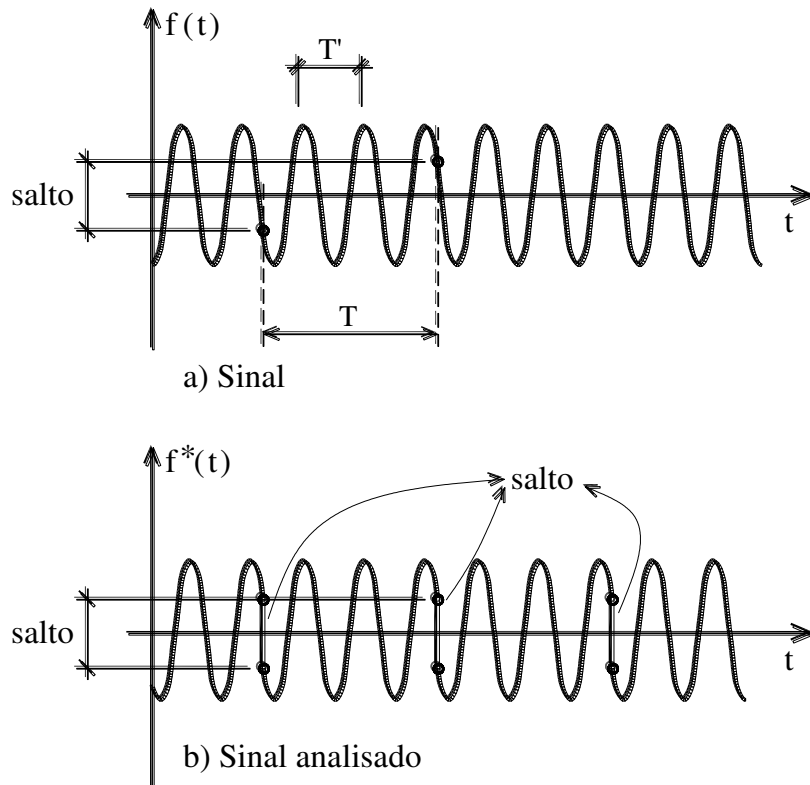 f(t)
T'
salto
t
T
a) Sinal
f*(t)
salto
salto
t
b) Sinal analisado